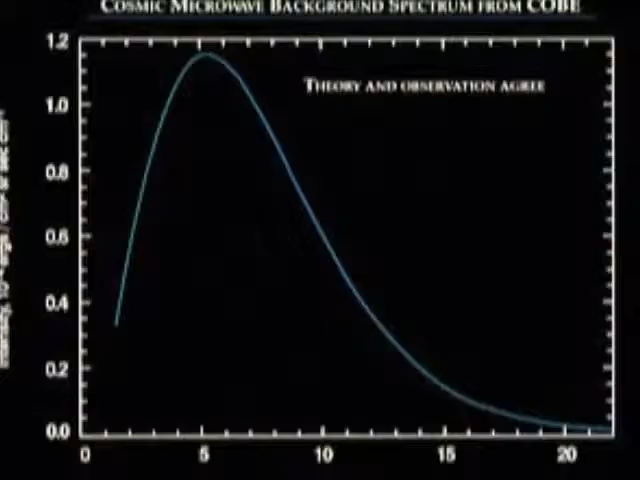 COSMIC MICROWAVE BACKGROUND SPECTRUM FROM COBE
THEORY AND OBSERVATION AGREE
1.2
1.0
0.8
0.6
0.4
0.2
0.0
0 5 10 15 20